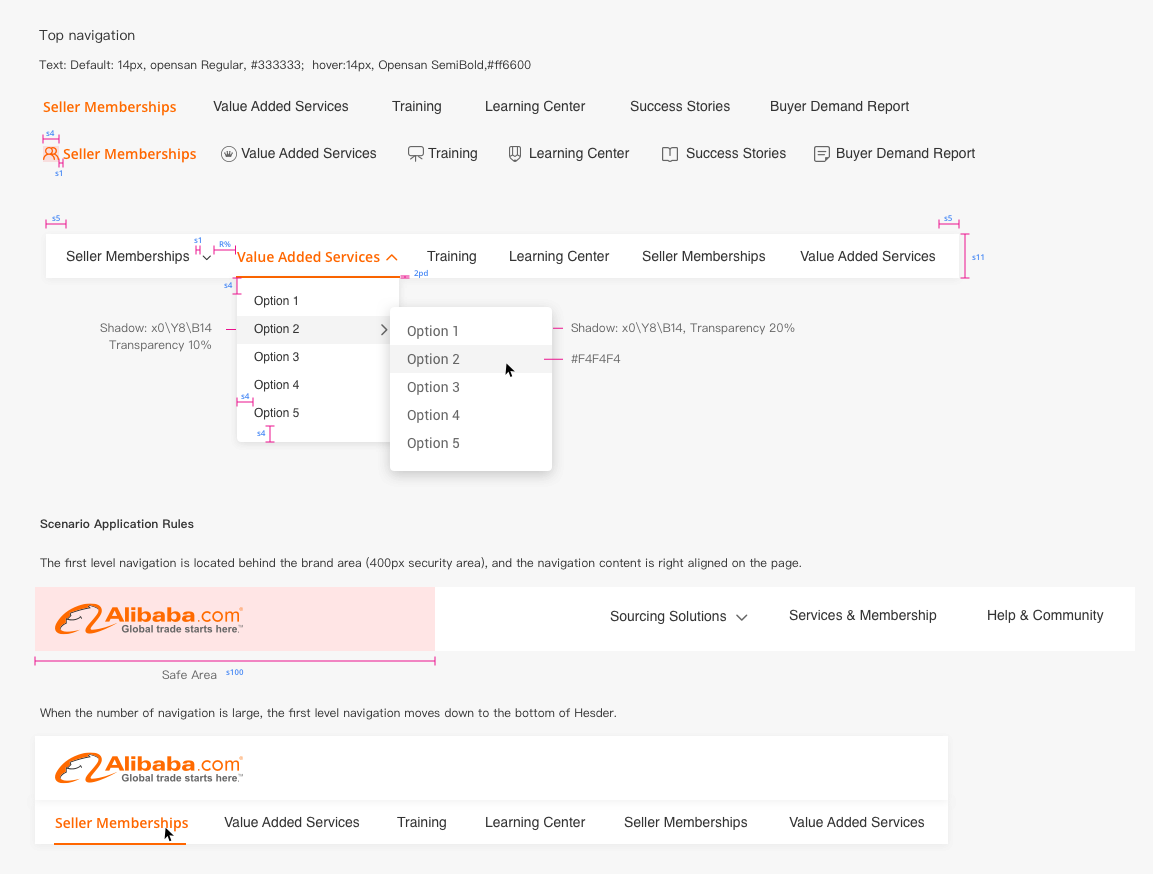 Top navigation
Text: Default: 14px, opensan Regular, #333333;  hover:14px, Opensan SemiBold,#ff6600
Seller Memberships Value Added Services Training Learning Center Success Stories Buyer Demand Report
s4
Seller Memberships Value Added Services Training Learning Center Success Stories Buyer Demand Report
s1
s5 s5
s1 R%
Seller Memberships Value Added Services Training Learning Center Seller Memberships Value Added Services s11
2pd
s4
Option 1
Shadow: x0\Y8\B14 Option 2 Option 1 Shadow: x0\Y8\B14, Transparency 20%
Transparency 10%
Option 3 Option 2 #F4F4F4
Option 4 Option 3
s4
Option 5 Option 4
s4
Option 5
Scenario Application Rules
The first level navigation is located behind the brand area (400px security area), and the navigation content is right aligned on the page.
Alibaba.com® Sourcing Solutions Services & Membership Help & Community
Global trade starts here.™
Safe Area s100
When the number of navigation is large, the first level navigation moves down to the bottom of Hesder.
Alibaba.com®
Global trade starts here.™
Seller Memberships Value Added Services Training Learning Center Seller Memberships Value Added Services